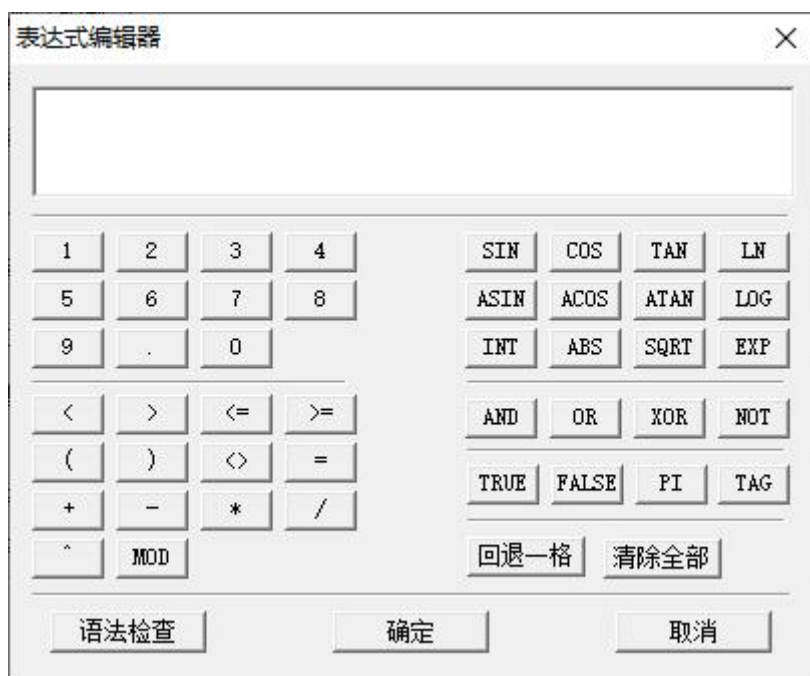 表达式编辑器
1 2 3 4 SIN COS TAN LN
5 6 7 8 ASIN ACOS ATAN LOG
9 . 0 INT ABS SQRT EXP
< > <= >= AND OR XOR NOT
( ) <> =
TRUE FALSE PI TAG
+ - * /
^ MOD 回退一格 清除全部
语法检查 确定 取消